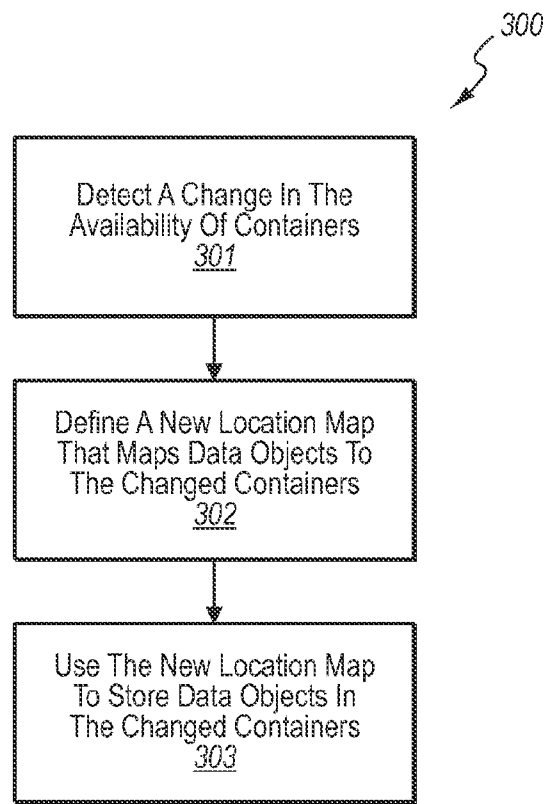 300
Detect A Change In The
Availability Of Containers
301
Define A New Location Map
That Maps Data Objects To
The Changed Containers
302
Use The New Location Map
To Store Data Objects In
The Changed Containers
303